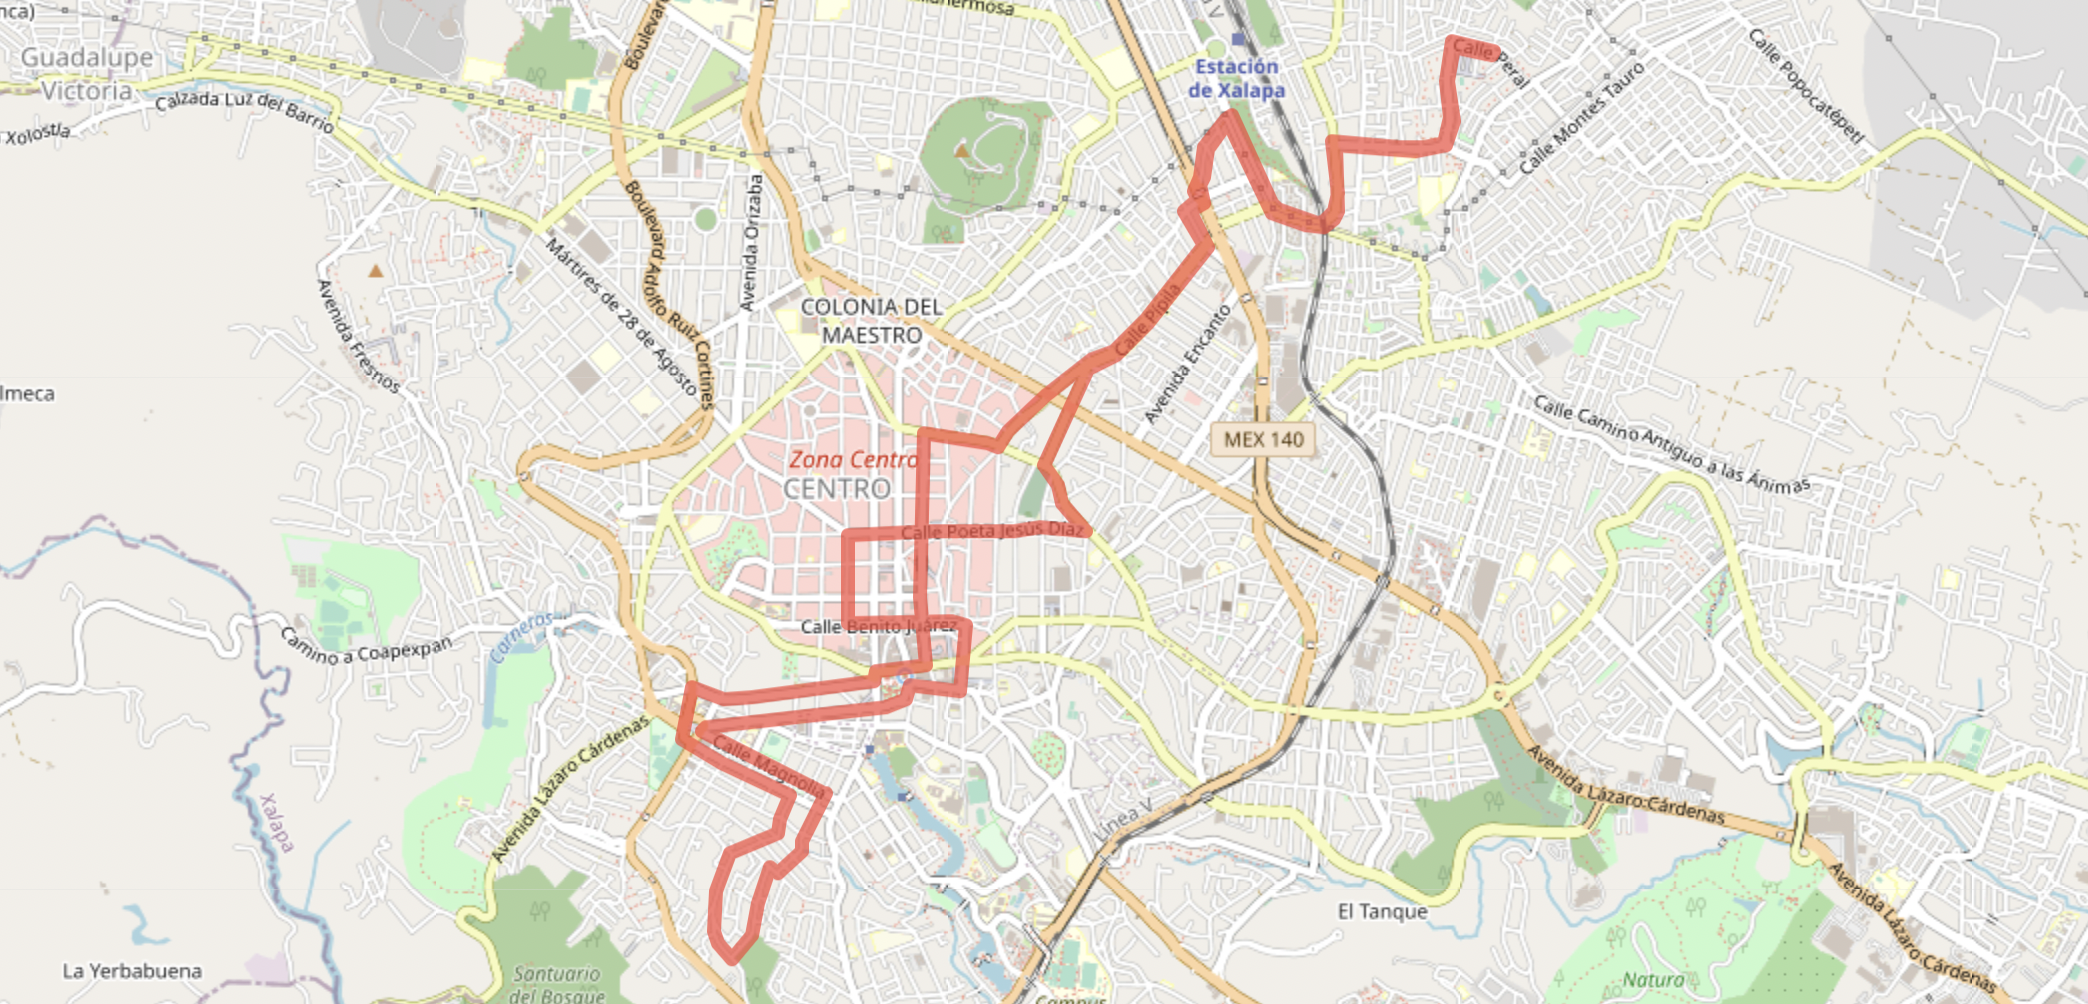 nca)
Guadalupe
Victoria
Xolostla
Calzada Luz del Barrio
Boulevar
Avenida Orizaba
Boulevard Adolfo Ruiz Cortines
Mártires de 28 de Agosto
Avenida Fresnos
lmeca
COLONIA DEL
MAESTRO
Zona Centro
CENTRO
Estación
de Xalapa
Calle Peral
Calle Montes Tauro
Calle Popocatépetl
Calle Pípila
Avenida Encanto
MEX 140
Calle Camino Antiguo a las Ánimas
Calle Poeta Jesús Díaz
Calle Benito Juárez
Carneros
Camino a Coapexpan
Avenida Lázaro Cárdenas
Calle Magnolia
Xalapa
Línea V
Avenida Lázaro Cárdenas
Avenida Lázaro Cárdenas
El Tanque
La Yerbabuena
Santuario
del Bosque
Campus
Natura